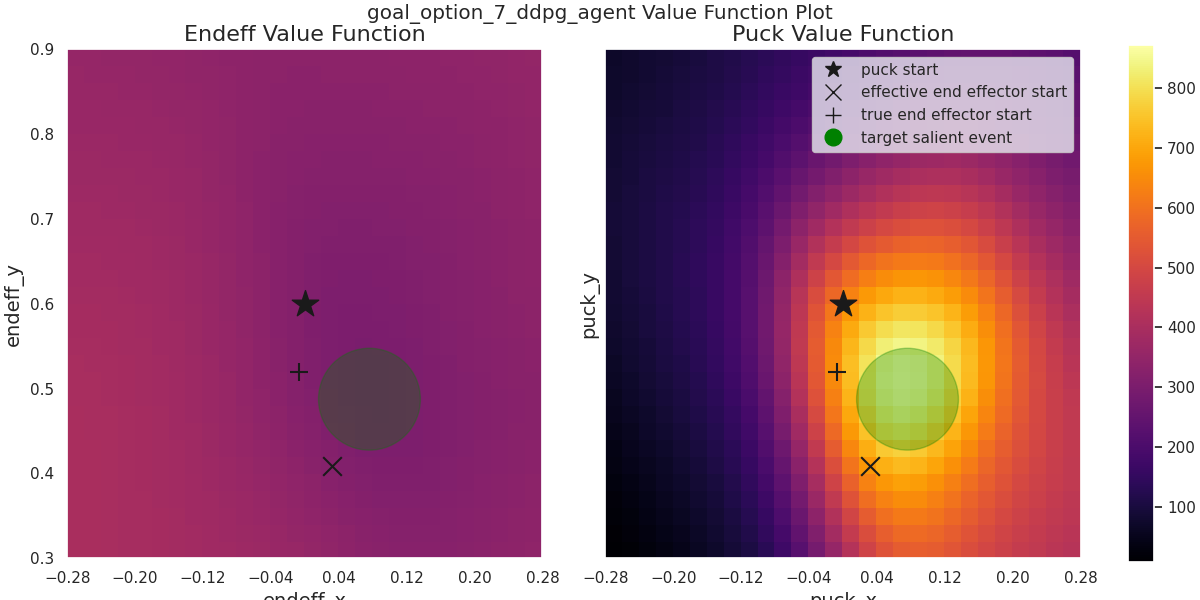 goal_option_7_ddpg_agent Value Function Plot
Endeff Value Function
Puck Value Function
puck start
effective end effector start
true end effector start
target salient event
0.9
0.8
0.7
0.6
0.5
0.4
0.3
endeff_y
−0.28 −0.20 −0.12 −0.04 0.04 0.12 0.20 0.28
endeff_x
puck_y
−0.28 −0.20 −0.12 −0.04 0.04 0.12 0.20 0.28
puck_x
800
700
600
500
400
300
200
100